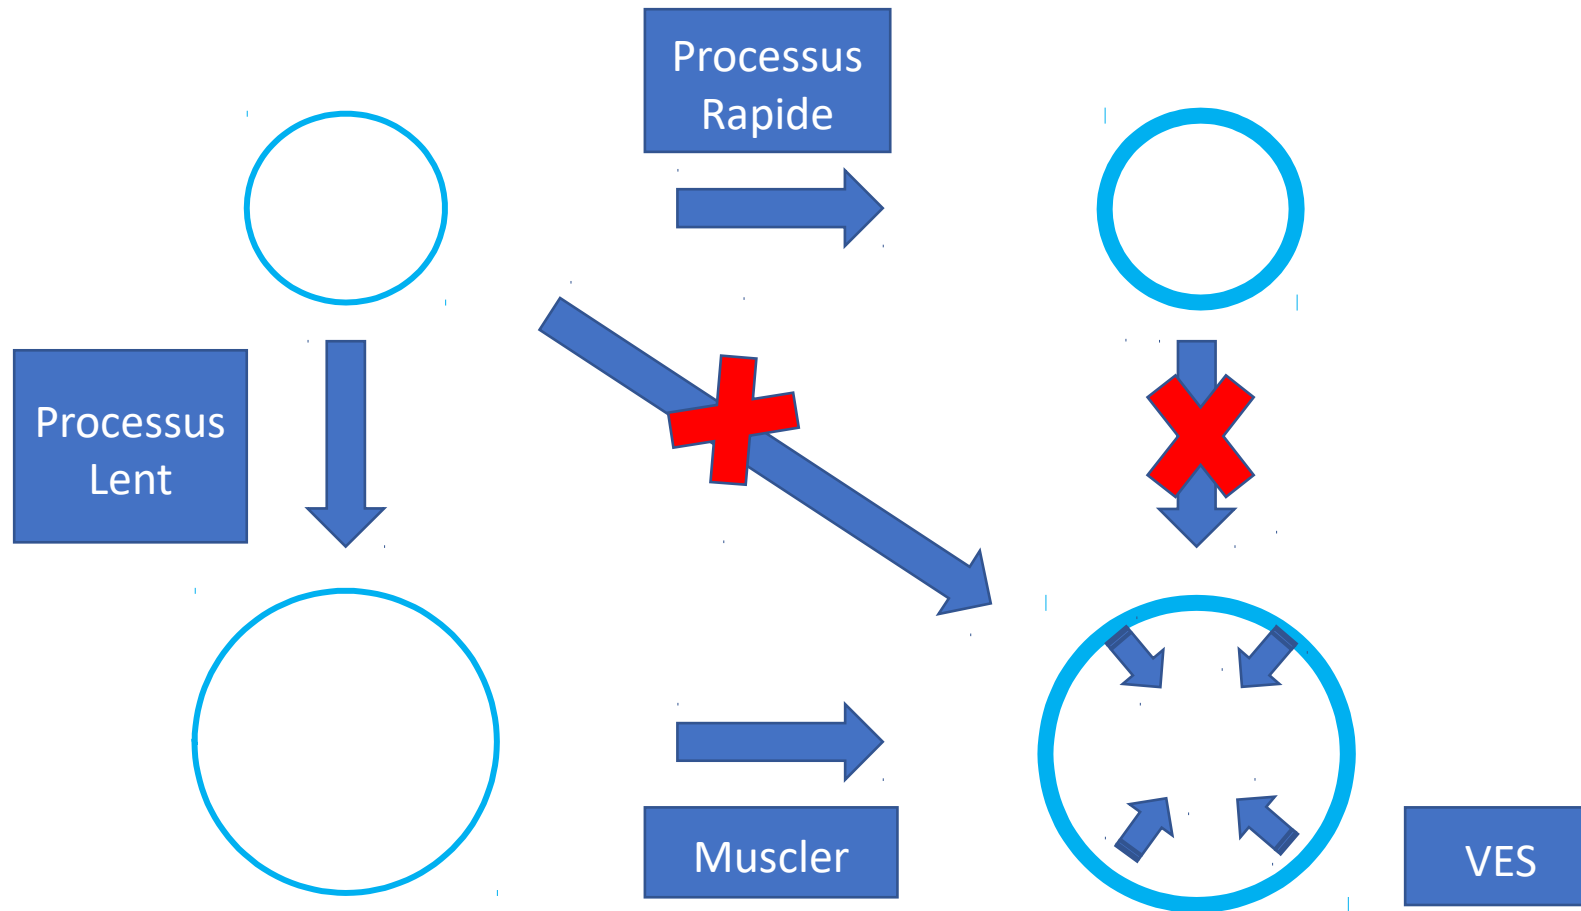 Processus
Rapide
Processus
Lent
Muscler
VES